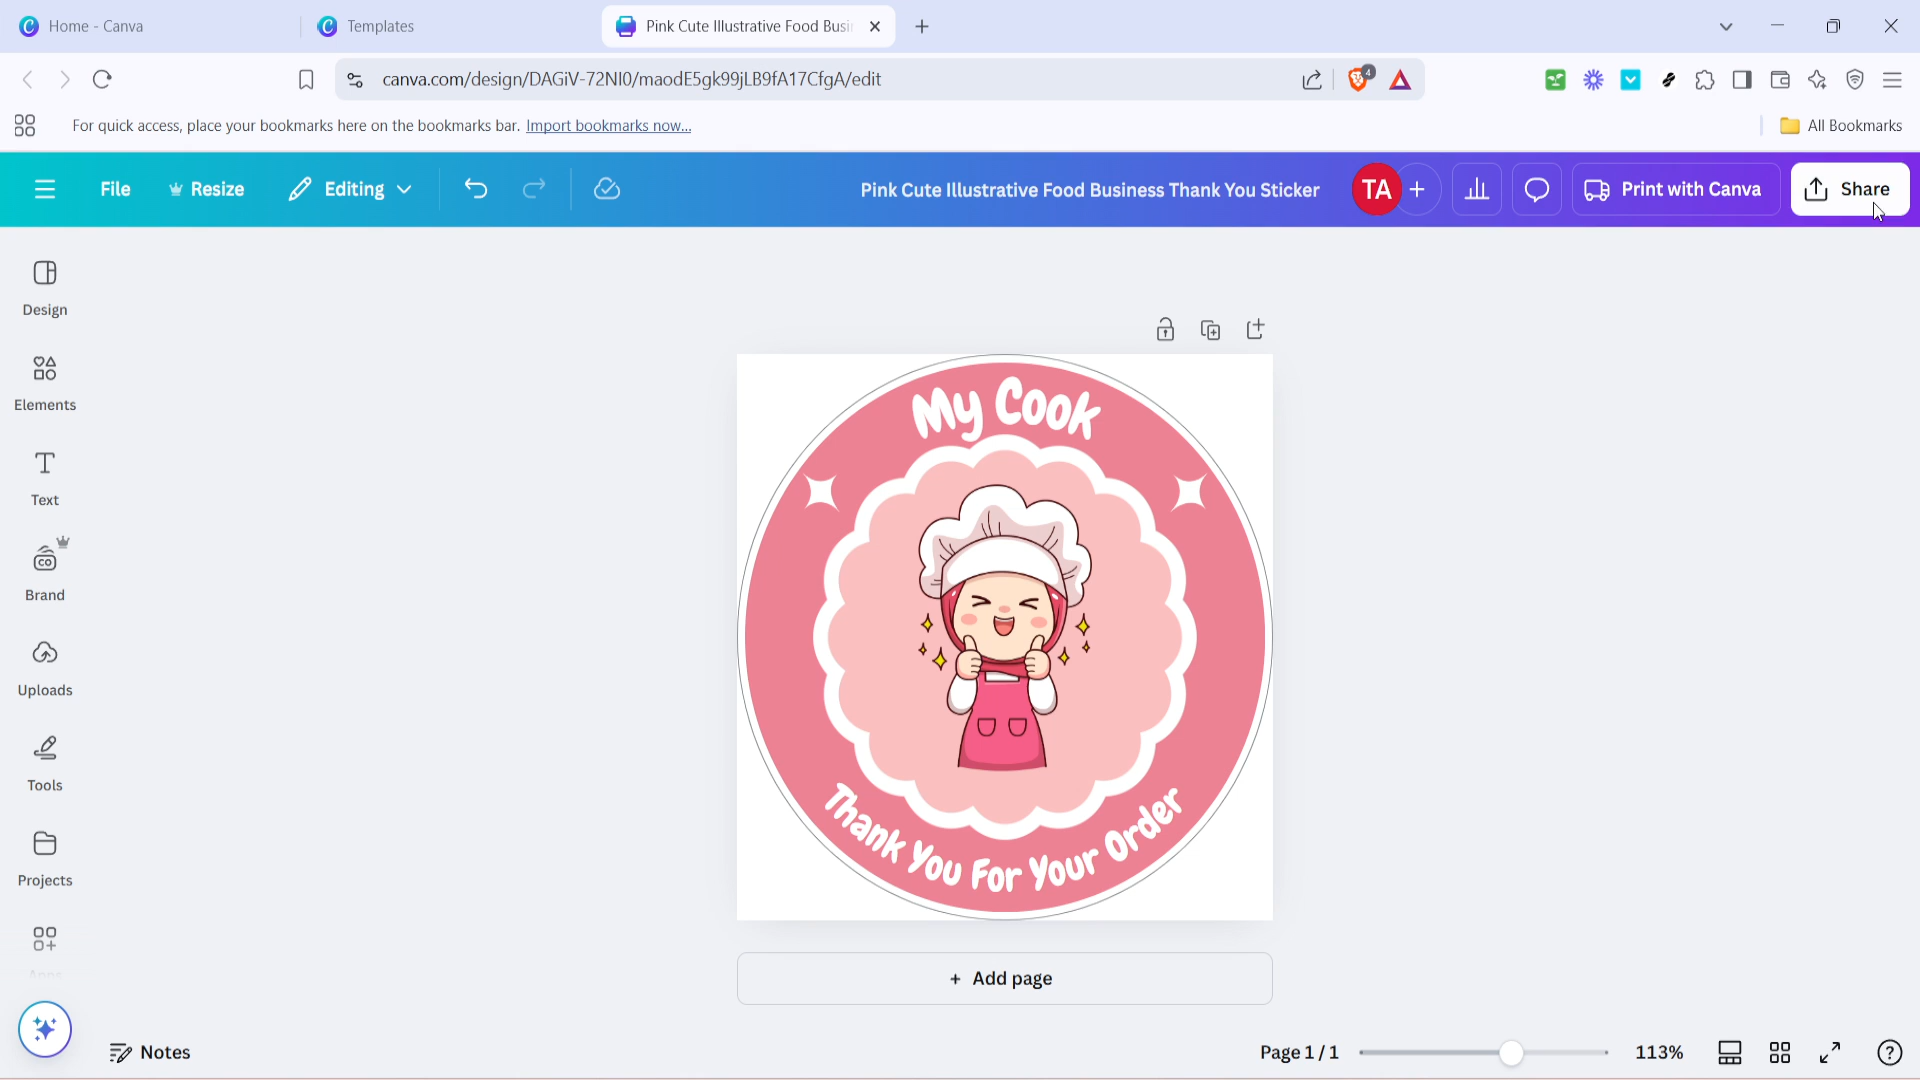 Home - Canva
Templates
Pink Cute Illustrative Food Busi
canva.com/design/DAGiV-72NI0/maodE5gk99jLB9fA17CfgA/edit
4
For quick access, place your bookmarks here on the bookmarks bar. Import bookmarks now...
All Bookmarks
File
Resize
Editing
Pink Cute Illustrative Food Business Thank You Sticker
TA
Print with Canva
Share
Design
Elements
Text
Brand
Uploads
Tools
Projects
Apps
My Cook
Thank You For Your Order
+ Add page
Notes
Page 1 / 1
113%